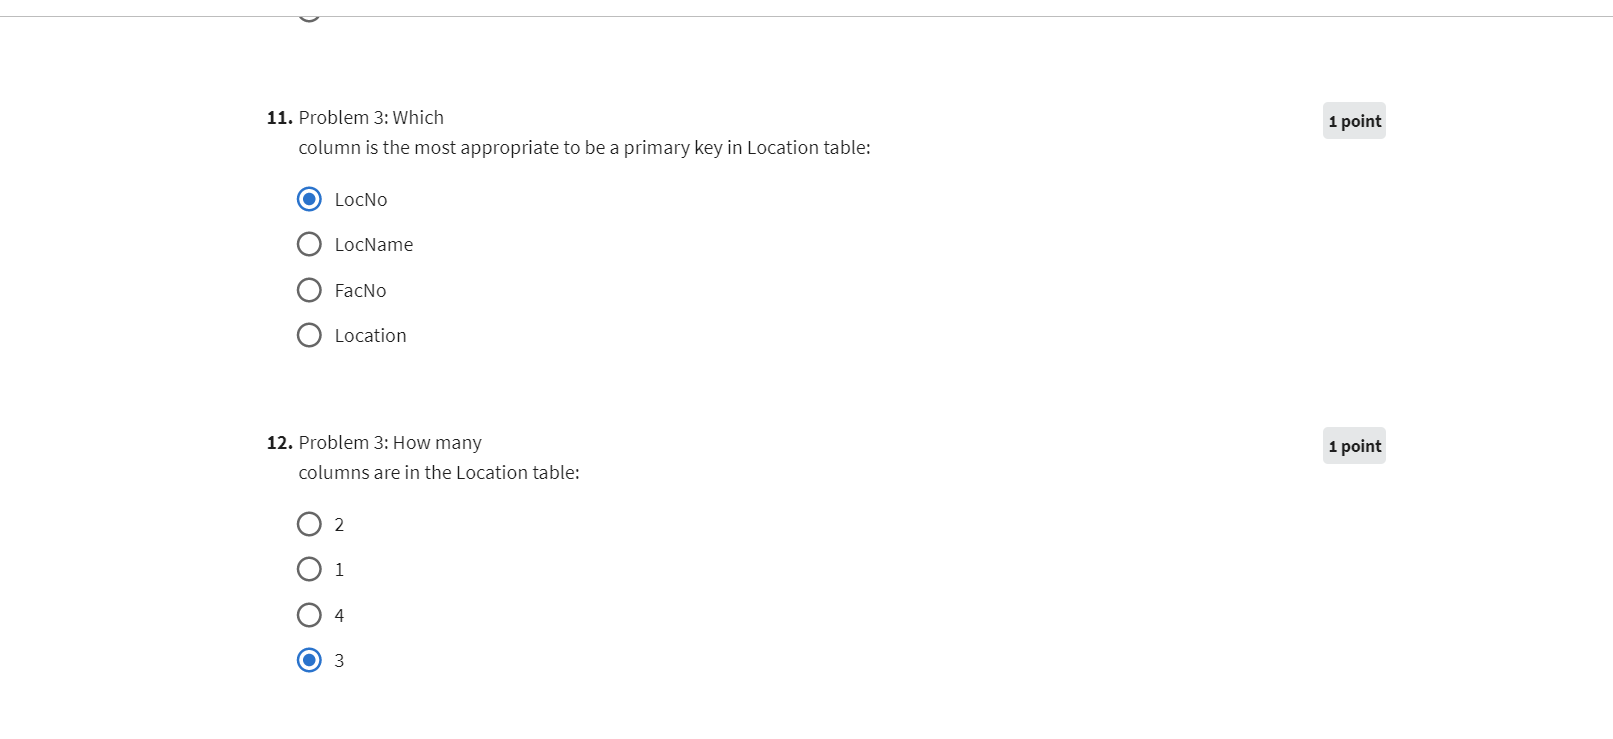 11. Problem 3: Which
1 point
column is the most appropriate to be a primary key in Location table:
LocNo
LocName
FacNo
Location
12. Problem 3: How many
1 point
columns are in the Location table:
2
1
4
3